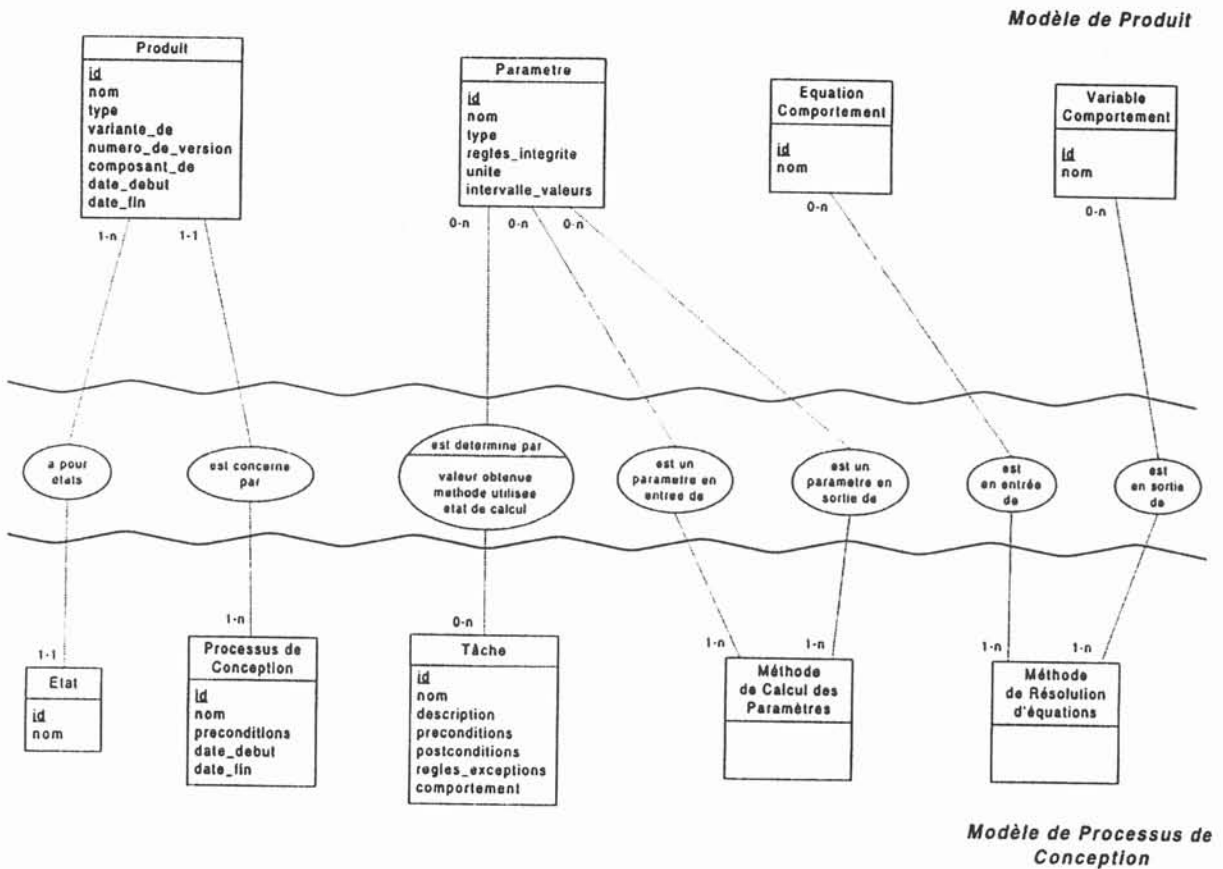 Modèle de Produit
Produit
id
nom
type
variante_de
numero_de_version
composant_de
date_debut
date_fin
Parametre
id
nom
type
regles_integrite
unite
intervalle_valeurs
Equation
Comportement
id
nom
Variable
Comportement
id
nom
1-n
1-1
0-n
0-n
0-n
0-n
0-n
a pour
etats
est concerne
par
est determine par
valeur obtenue
methode utilisee
etat de calcul
est un
parametre en
entree de
est un
parametre en
sortie de
est
en entrée
de
est
en sortie
de
1-1
1-n
0-n
1-n
1-n
1-n
1-n
Etat
id
nom
Processus de
Conception
id
nom
preconditions
date_debut
date_fin
Tâche
id
nom
description
preconditions
postconditions
regles_exceptions
comportement
Méthode
de Calcul des
Paramètres
Méthode
de Résolution
d'équations
Modèle de Processus de
Conception